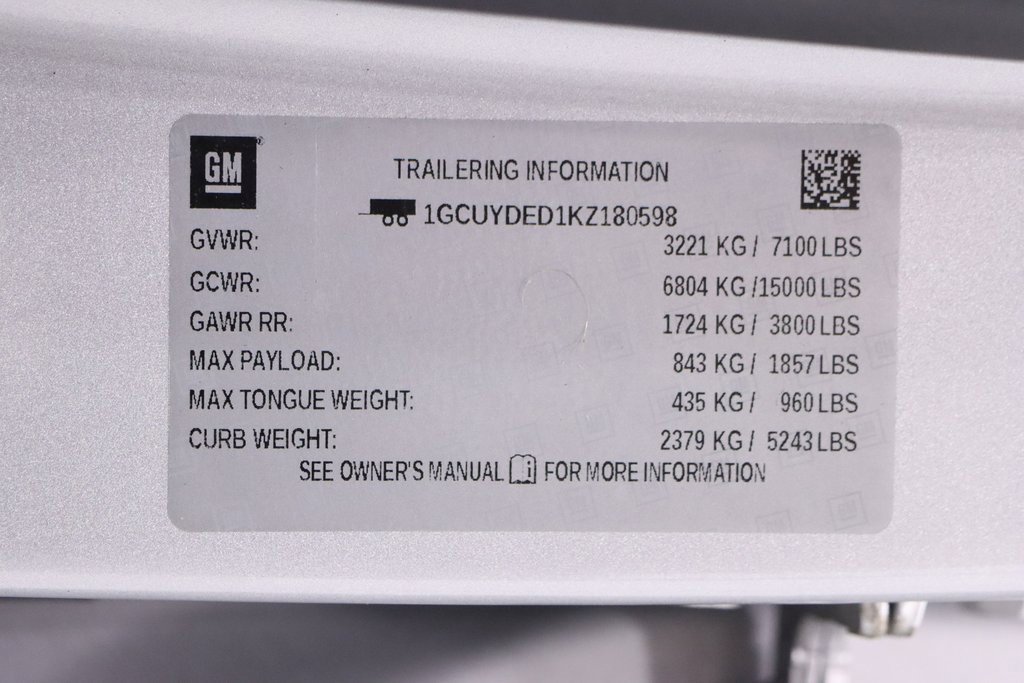 GM
TRAILERING INFORMATION
1GCUYDED1KZ180598
GVWR: 3221 KG / 7100 LBS
GCWR: 6804 KG /15000 LBS
GAWR RR: 1724 KG / 3800 LBS
MAX PAYLOAD: 843 KG / 1857 LBS
MAX TONGUE WEIGHT: 435 KG / 960 LBS
CURB WEIGHT: 2379 KG / 5243 LBS
SEE OWNER'S MANUAL i FOR MORE INFORMATION